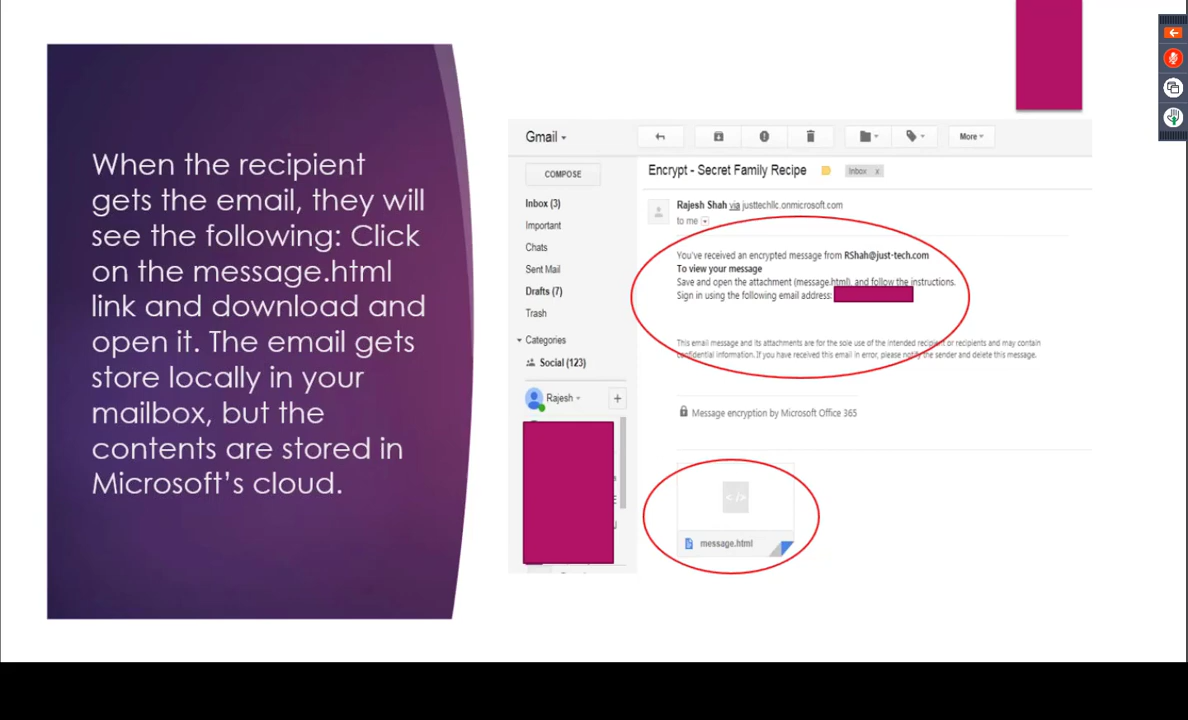 When the recipient
gets the email, they will
see the following: Click
on the message.html
link and download and
open it. The email gets
store locally in your
mailbox, but the
contents are stored in
Microsoft's cloud.
Gmail
More
COMPOSE
Inbox (3)
Important
Chats
Sent Mail
Drafts (7)
Trash
Categories
Social (123)
Rajesh
Encrypt - Secret Family Recipe
Inbox x
Rajesh Shah via justtechllc.onmicrosoft.com
to me
You've received an encrypted message from RShah@just-tech.com
To view your message
Save and open the attachment (message.html), and follow the instructions.
Sign in using the following email address:
This email message and its attachments are for the sole use of the intended recipient or recipients and may contain
confidential information. If you have received this email in error, please notify the sender and delete this message.
Message encryption by Microsoft Office 365
</>
message.html